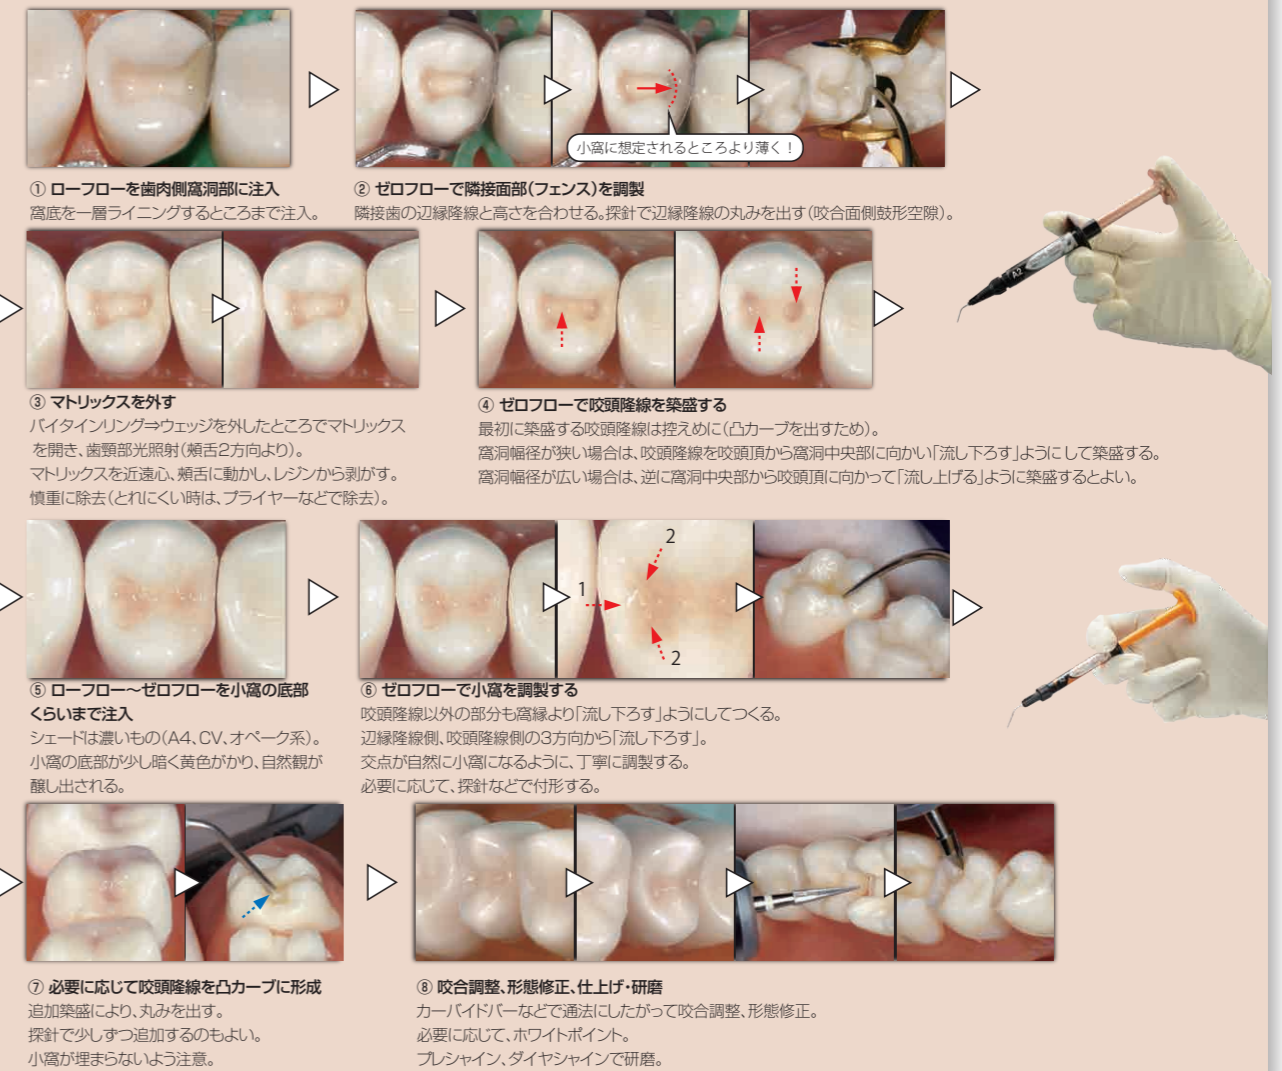 小窩に想定されるところより薄く！
① ローフローを歯肉側窩洞部に注入
窩底を一層ライニングするところまで注入。
② ゼロフローで隣接面部（フェンス）を調製
隣接歯の辺縁隆線と高さを合わせる。探針で辺縁隆線の丸みを出す（咬合面側鼓形空隙）。
A2
③ マトリックスを外す
バイタインリング⇒ウェッジを外したところでマトリックス
を開き、歯頸部光照射（頰舌2方向より）。
マトリックスを近遠心、頰舌に動かし、レジンから剥がす。
慎重に除去（とれにくい時は、プライヤーなどで除去）。
④ ゼロフローで咬頭隆線を築盛する
最初に築盛する咬頭隆線は控えめに（凸カーブを出すため）。
窩洞幅径が狭い場合は、咬頭隆線を咬頭頂から窩洞中央部に向かい「流し下ろす」ようにして築盛する。
窩洞幅径が広い場合は、逆に窩洞中央部から咬頭頂に向かって「流し上げる」ように築盛するとよい。
⑤ ローフロー〜ゼロフローを小窩の底部
くらいまで注入
シェードは濃いもの（A4、CV、オペーク系）。
小窩の底部が少し暗く黄色がかり、自然観が
醸し出される。
2
1
2
⑥ ゼロフローで小窩を調製する
咬頭隆線以外の部分も窩縁より「流し下ろす」ようにしてつくる。
辺縁隆線側、咬頭隆線側の3方向から「流し下ろす」。
交点が自然に小窩になるように、丁寧に調製する。
必要に応じて、探針などで付形する。
⑦ 必要に応じて咬頭隆線を凸カーブに形成
追加築盛により、丸みを出す。
探針で少しずつ追加するのもよい。
小窩が埋まらないよう注意。
⑧ 咬合調整、形態修正、仕上げ・研磨
カーバイドバーなどで通法にしたがって咬合調整、形態修正。
必要に応じて、ホワイトポイント。
プレシャイン、ダイヤシャインで研磨。